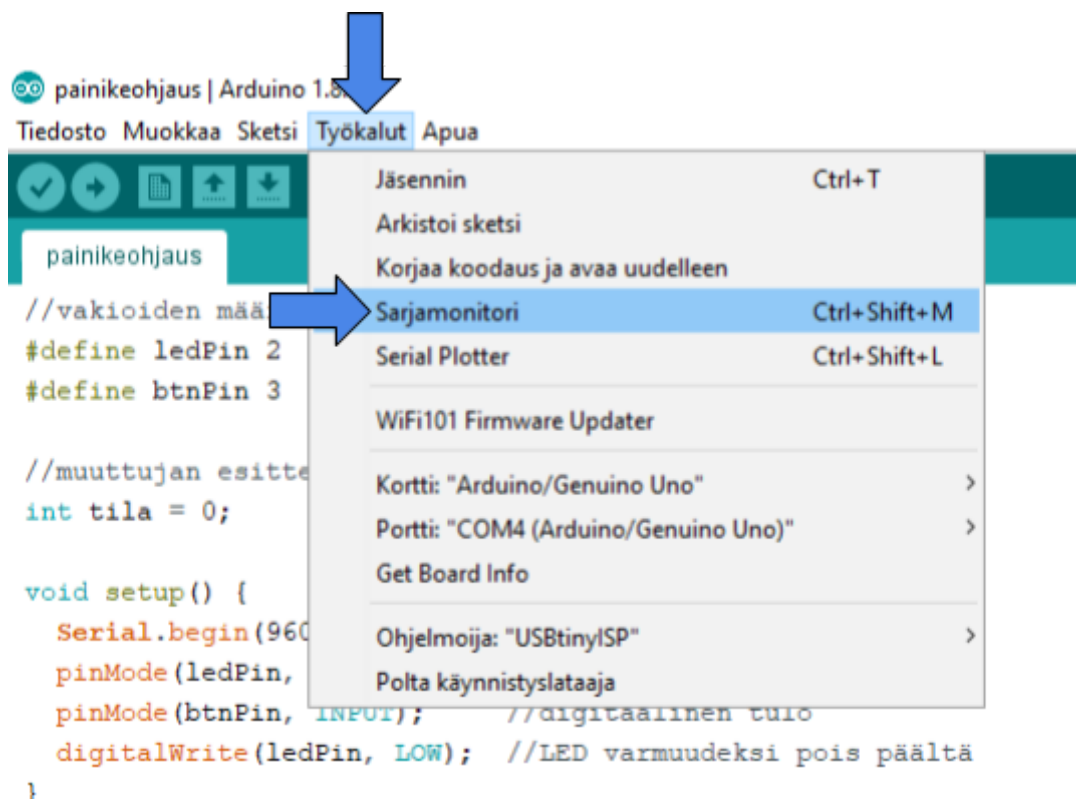 painikeohjaus | Arduino 1.8.
Tiedosto Muokkaa Sketsi Työkalut Apua
Jäsennin Ctrl+T
Arkistoi sketsi
painikeohjaus
Korjaa koodaus ja avaa uudelleen
Sarjamonitori Ctrl+Shift+M
Serial Plotter Ctrl+Shift+L
WiFi101 Firmware Updater
Kortti: "Arduino/Genuino Uno"
Portti: "COM4 (Arduino/Genuino Uno)"
Get Board Info
Ohjelmoija: "USBtinyISP"
Polta käynnistyslataaja
//vakioiden mää
#define ledPin 2
#define btnPin 3
//muuttujan esitte
int tila = 0;
void setup() {
Serial.begin(960
pinMode(ledPin,
pinMode(btnPin, INPUT); //digitaalinen tulo
digitalWrite(ledPin, LOW); //LED varmuudeksi pois päältä
}